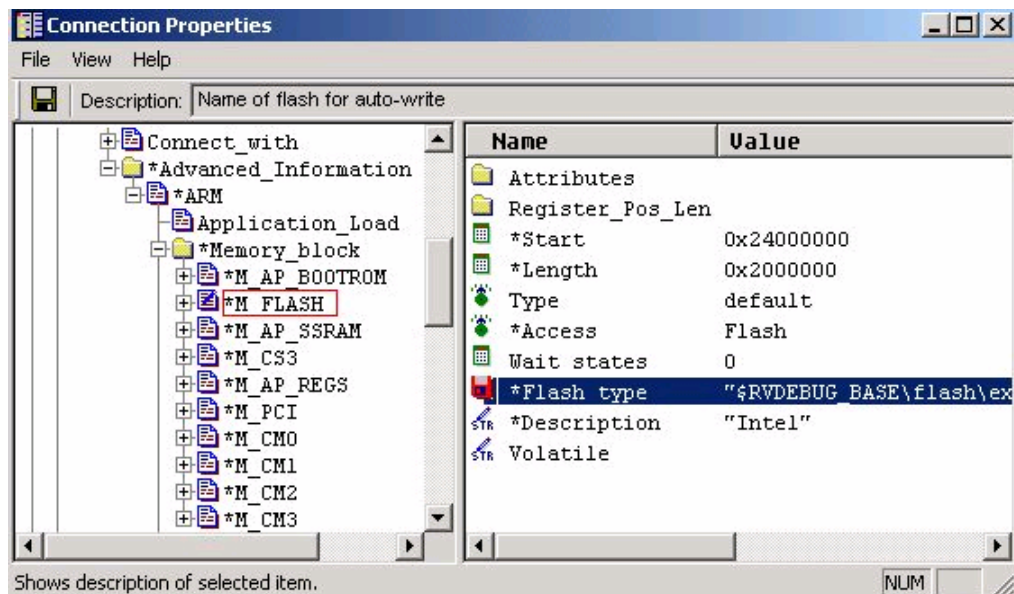 Connection Properties
File View Help
Description: Name of flash for auto-write
Connect_with
*Advanced_Information
*ARM
Application_Load
*Memory_block
*M_AP_BOOTROM
*M_FLASH
*M_AP_SSRAM
*M_CS3
*M_AP_REGS
*M_PCI
*M_CM0
*M_CM1
*M_CM2
*M_CM3
Name Value
Attributes
Register_Pos_Len
*Start 0x24000000
*Length 0x2000000
Type default
*Access Flash
Wait states 0
*Flash type "$RVDEBUG_BASE\flash\ex
*Description "Intel"
Volatile
Shows description of selected item.
NUM